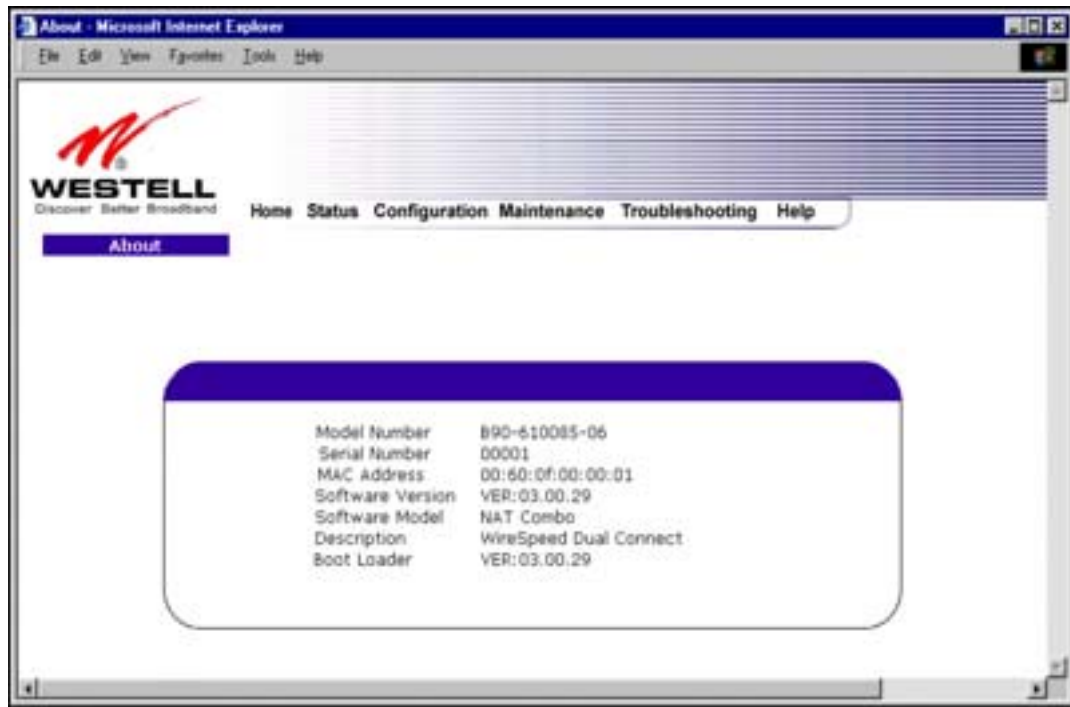 About - Microsoft Internet Explorer
File Edit View Favorites Tools Help
WESTELL
®
Discover Better Broadband
Home Status Configuration Maintenance Troubleshooting Help
About
Model Number B90-610085-06
Serial Number 00001
MAC Address 00:60:0f:00:00:01
Software Version VER:03.00.29
Software Model NAT Combo
Description WireSpeed Dual Connect
Boot Loader VER:03.00.29